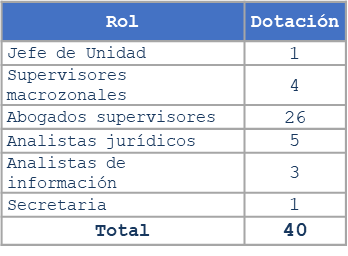 Rol Dotación
Jefe de Unidad 1
Supervisores
macrozonales 4
Abogados supervisores 26
Analistas jurídicos 5
Analistas de
información 3
Secretaria 1
Total 40